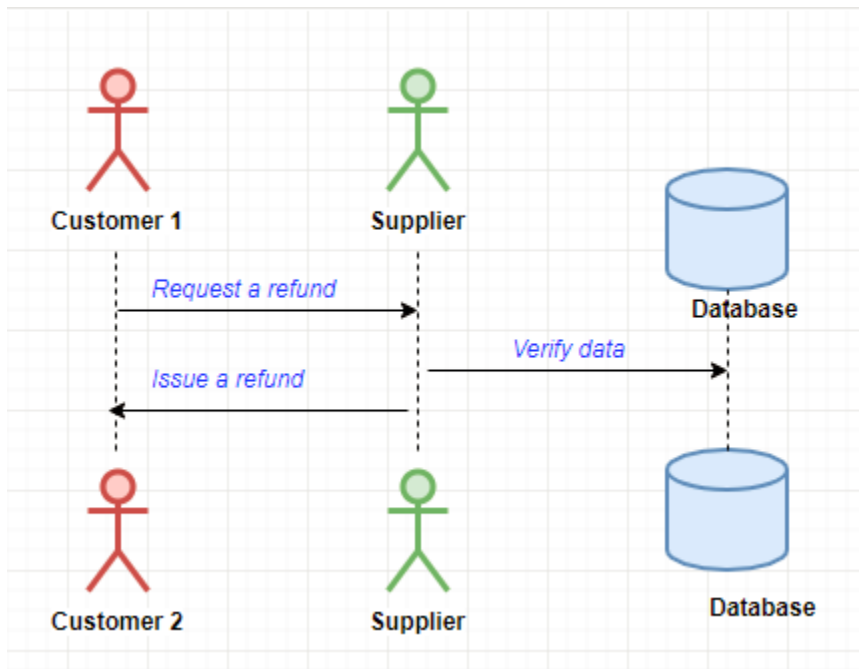 Customer 1
Supplier
Request a refund
Database
Verify data
Issue a refund
Customer 2
Supplier
Database